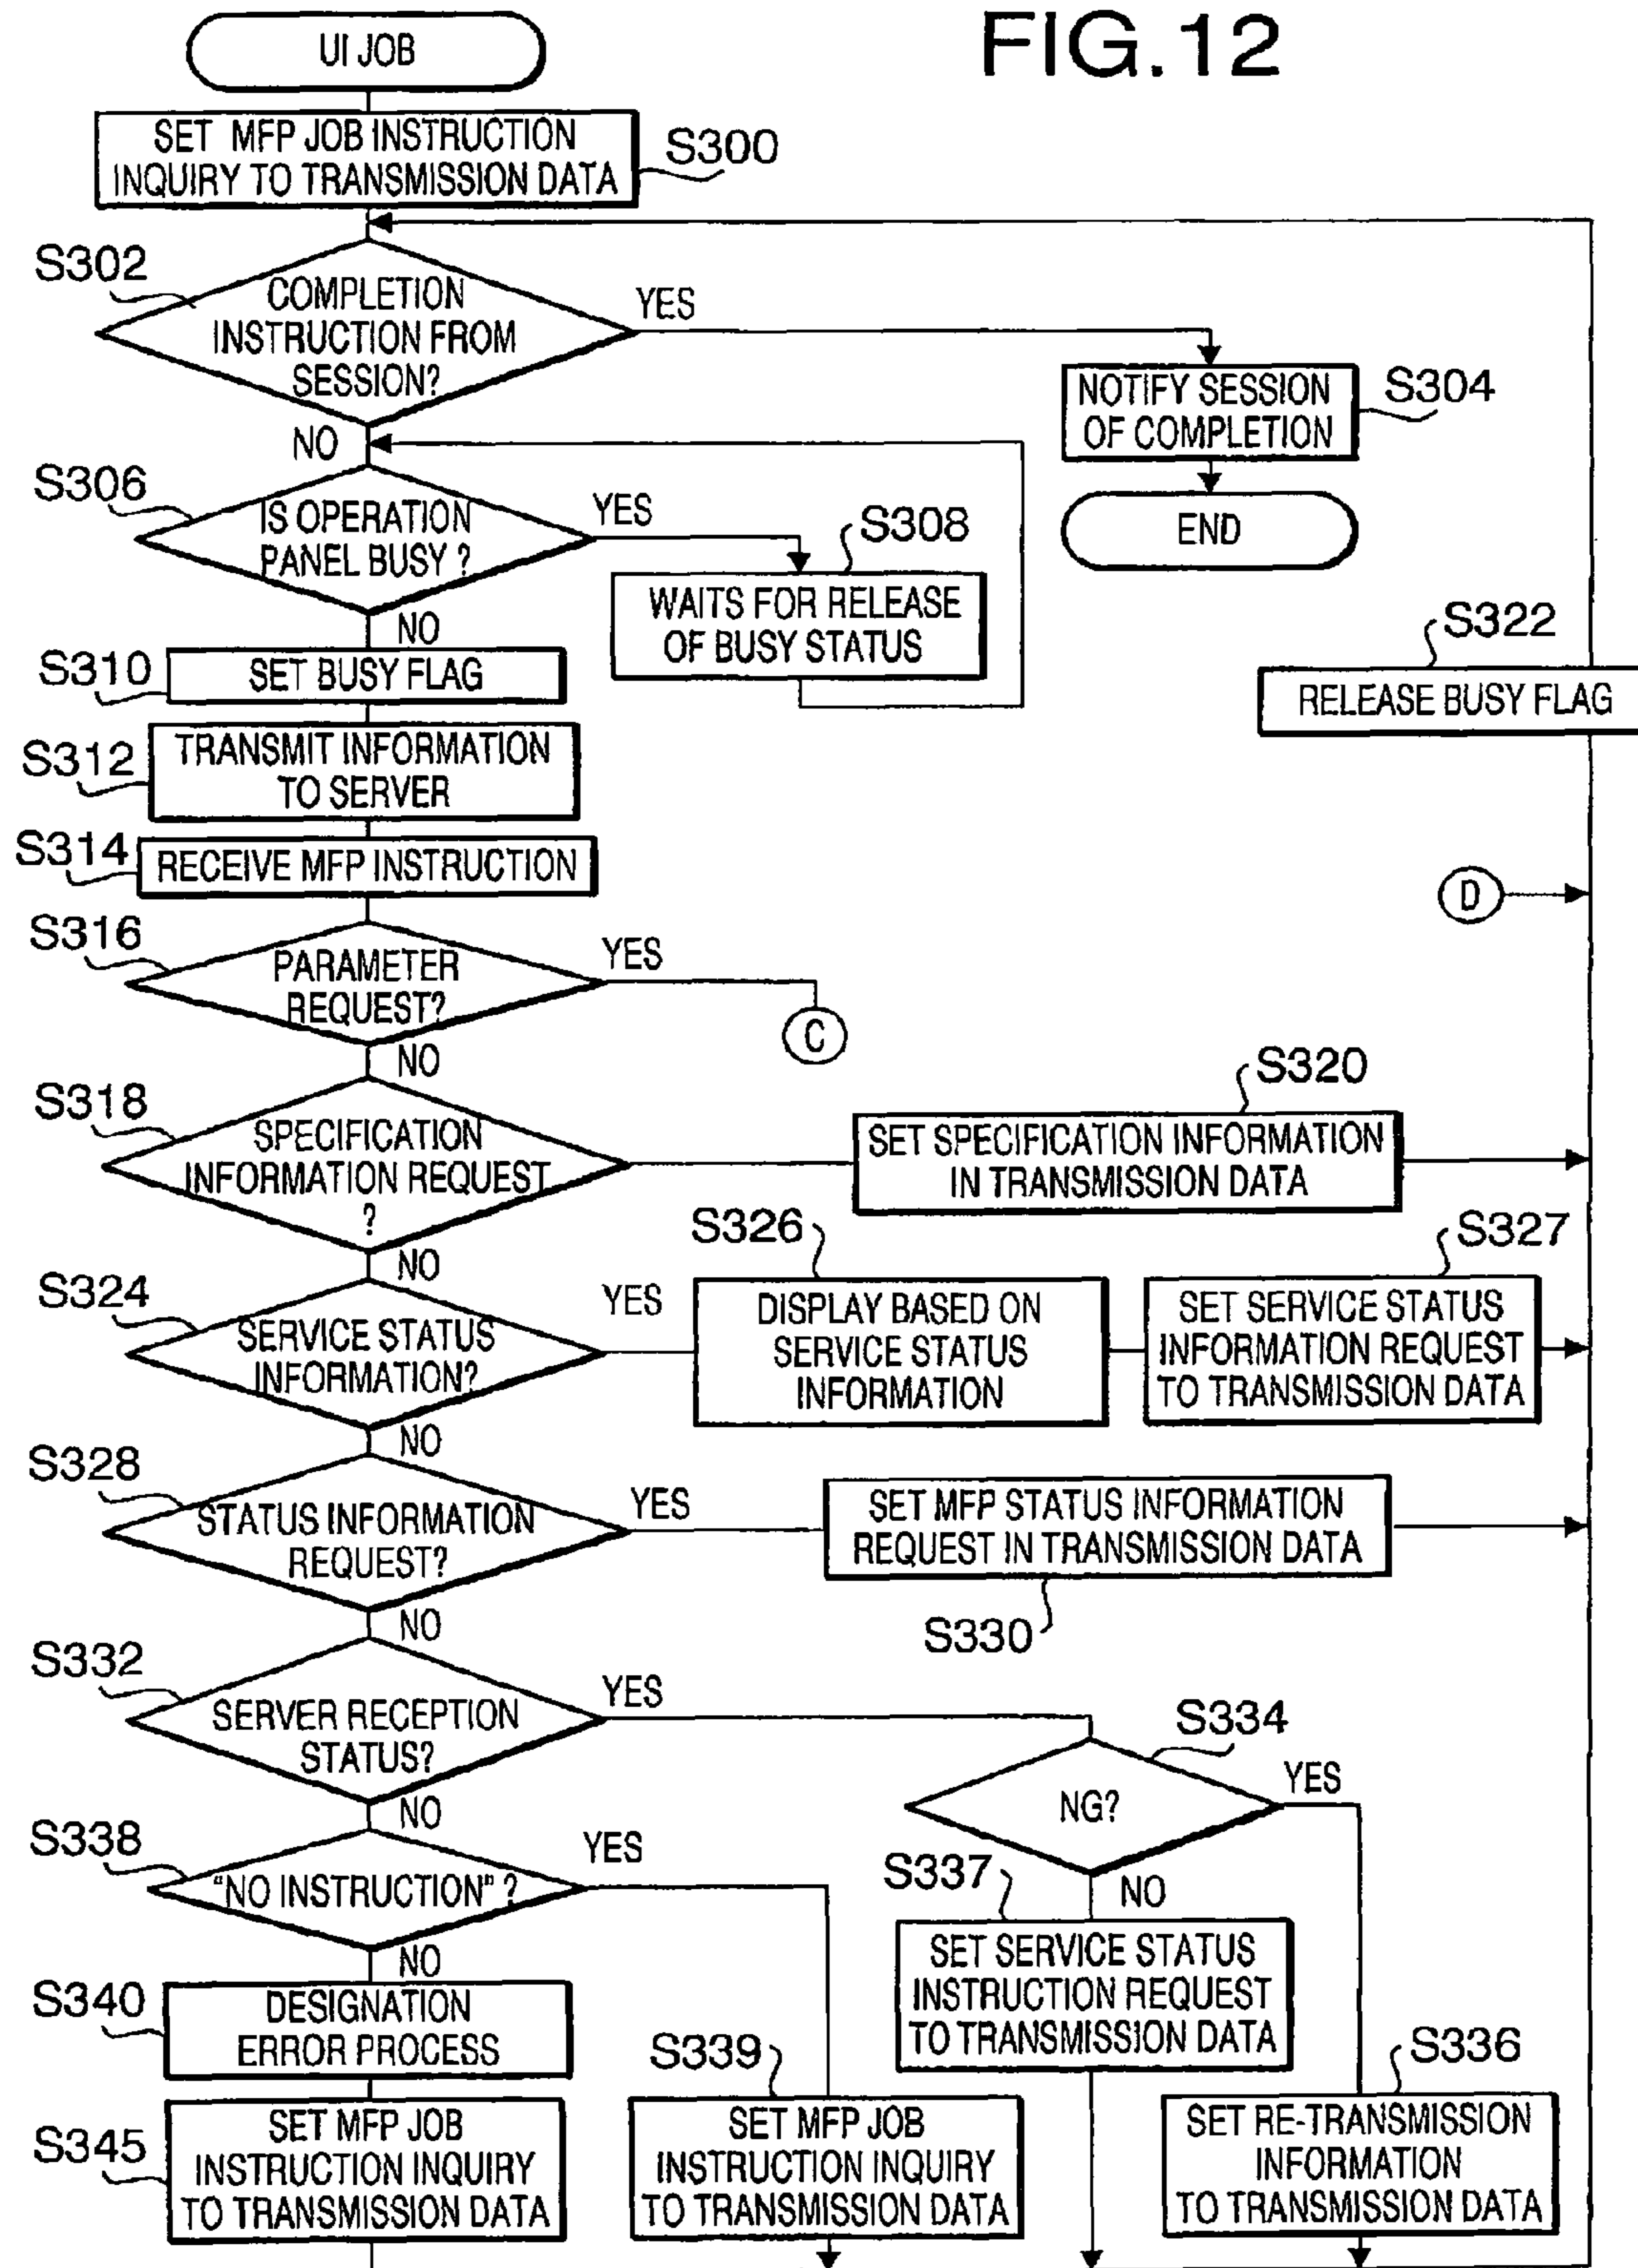 FIG.12
UI JOB
SET MFP JOB INSTRUCTION
INQUIRY TO TRANSMISSION DATA
S300
S302
COMPLETION
INSTRUCTION FROM
SESSION?
YES
NO
NOTIFY SESSION
OF COMPLETION
S304
END
S306
IS OPERATION
PANEL BUSY ?
YES
NO
S308
WAITS FOR RELEASE
OF BUSY STATUS
S310
SET BUSY FLAG
S322
RELEASE BUSY FLAG
S312
TRANSMIT INFORMATION
TO SERVER
S314
RECEIVE MFP INSTRUCTION
D
S316
PARAMETER
REQUEST?
YES
C
NO
S318
SPECIFICATION
INFORMATION REQUEST
?
NO
S320
SET SPECIFICATION INFORMATION
IN TRANSMISSION DATA
S324
SERVICE STATUS
INFORMATION?
YES
NO
S326
DISPLAY BASED ON
SERVICE STATUS
INFORMATION
S327
SET SERVICE STATUS
INFORMATION REQUEST
TO TRANSMISSION DATA
S328
STATUS INFORMATION
REQUEST?
YES
NO
SET MFP STATUS INFORMATION
REQUEST IN TRANSMISSION DATA
S330
S332
SERVER RECEPTION
STATUS?
YES
NO
S334
NG?
YES
NO
S337
SET SERVICE STATUS
INSTRUCTION REQUEST
TO TRANSMISSION DATA
S336
SET RE-TRANSMISSION
INFORMATION
TO TRANSMISSION DATA
S338
“NO INSTRUCTION” ?
YES
NO
S339
SET MFP JOB
INSTRUCTION INQUIRY
TO TRANSMISSION DATA
S340
DESIGNATION
ERROR PROCESS
S345
SET MFP JOB
INSTRUCTION INQUIRY
TO TRANSMISSION DATA